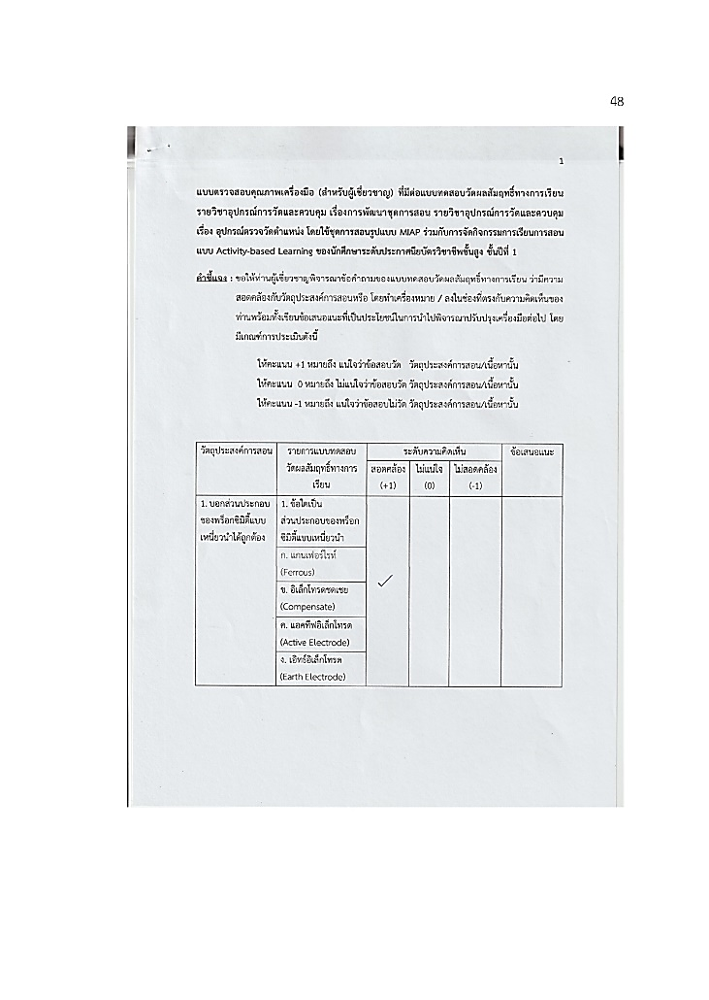 48
1
แบบตรวจสอบคุณภาพเครื่องมือ (สำหรับผู้เชี่ยวชาญ) ที่มีต่อแบบทดสอบวัดผลสัมฤทธิ์ทางการเรียน
รายวิชาอุปกรณ์การวัดและควบคุม เรื่องการพัฒนาชุดการสอน รายวิชาอุปกรณ์การวัดและควบคุม
เรื่อง อุปกรณ์ตรวจวัดตำแหน่ง โดยใช้ชุดการสอนรูปแบบ MIAP ร่วมกับการจัดกิจกรรมการเรียนการสอน
แบบ Activity-based Learning ของนักศึกษาระดับประกาศนียบัตรวิชาชีพชั้นสูง ชั้นปีที่ 1
คำชี้แจง : ขอให้ท่านผู้เชี่ยวชาญพิจารณาข้อคำถามของแบบทดสอบวัดผลสัมฤทธิ์ทางการเรียน ว่ามีความ
สอดคล้องกับวัตถุประสงค์การสอนหรือ โดยทำเครื่องหมาย / ลงในช่องที่ตรงกับความคิดเห็นของ
ท่านพร้อมทั้งเขียนข้อเสนอแนะที่เป็นประโยชน์ในการนำไปพิจารณาปรับปรุงเครื่องมือต่อไป โดย
มีเกณฑ์การประเมินดังนี้
ให้คะแนน +1 หมายถึง แน่ใจว่าข้อสอบวัด วัตถุประสงค์การสอน/เนื้อหานั้น
ให้คะแนน 0 หมายถึง ไม่แน่ใจว่าข้อสอบวัด วัตถุประสงค์การสอน/เนื้อหานั้น
ให้คะแนน -1 หมายถึง แน่ใจว่าข้อสอบไม่วัด วัตถุประสงค์การสอน/เนื้อหานั้น
วัตถุประสงค์การสอน รายการแบบทดสอบ ระดับความคิดเห็น ข้อเสนอแนะ
วัดผลสัมฤทธิ์ทางการ สอดคล้อง ไม่แน่ใจ ไม่สอดคล้อง
เรียน (+1) (0) (-1)
1. บอกส่วนประกอบ 1. ข้อใดเป็น
ของพร็อกซิมิตี้แบบ ส่วนประกอบของพร็อก
เหนี่ยวนำได้ถูกต้อง ซิมิตี้แบบเหนี่ยวนำ
ก. แกนเฟอร์ไรท์
(Ferrous)
ข. อิเล็กโทรดชดเชย
(Compensate)
ค. แอคทีฟอิเล็กโทรด
(Active Electrode)
ง. เอิทธ์อิเล็กโทรด
(Earth Electrode)